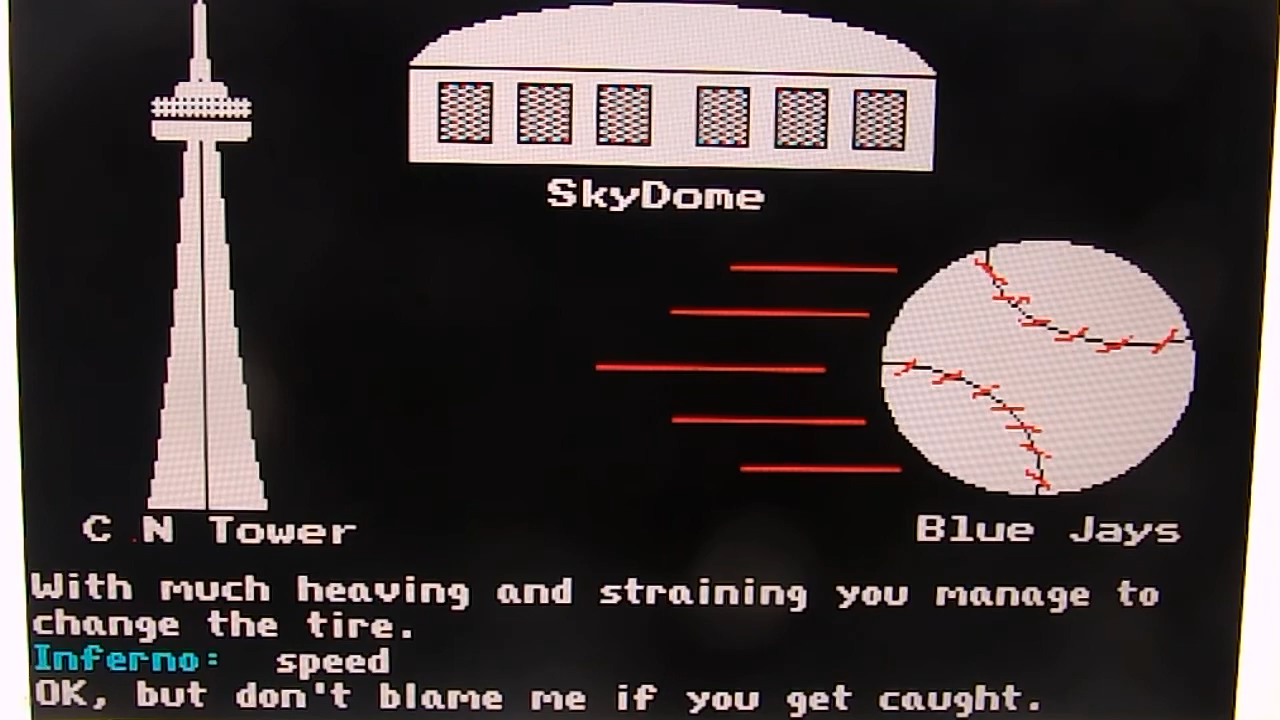 SkyDome
C N Tower
Blue Jays
With much heaving and straining you manage to
change the tire.
Inferno: speed
OK, but don't blame me if you get caught.